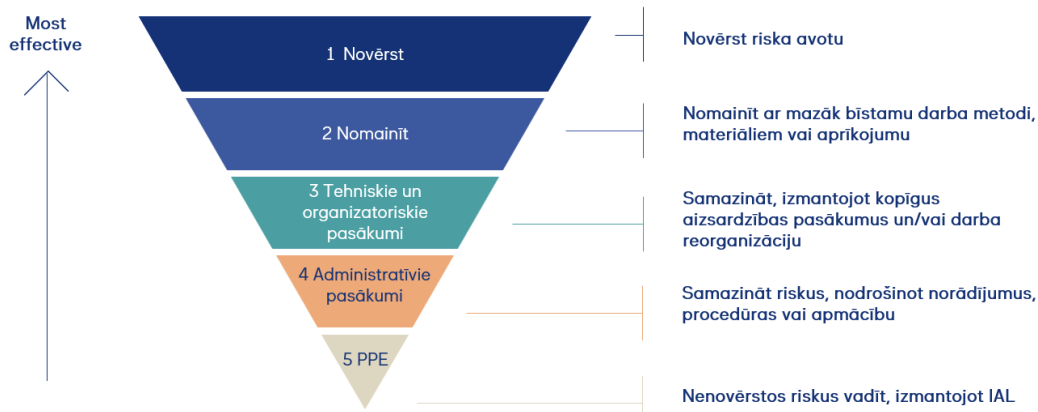 Most
effective
1 Novērst
Novērst riska avotu
2 Nomainīt
Nomainīt ar mazāk bīstamu darba metodi,
materiāliem vai aprīkojumu
3 Tehniskie un
organizatoriskie
pasākumi
Samazināt, izmantojot kopīgus
aizsardzības pasākumus un/vai darba
reorganizāciju
4 Administratīvie
pasākumi
Samazināt riskus, nodrošinot norādījumus,
procedūras vai apmācību
5 PPE
Nenovērstos riskus vadīt, izmantojot IAL